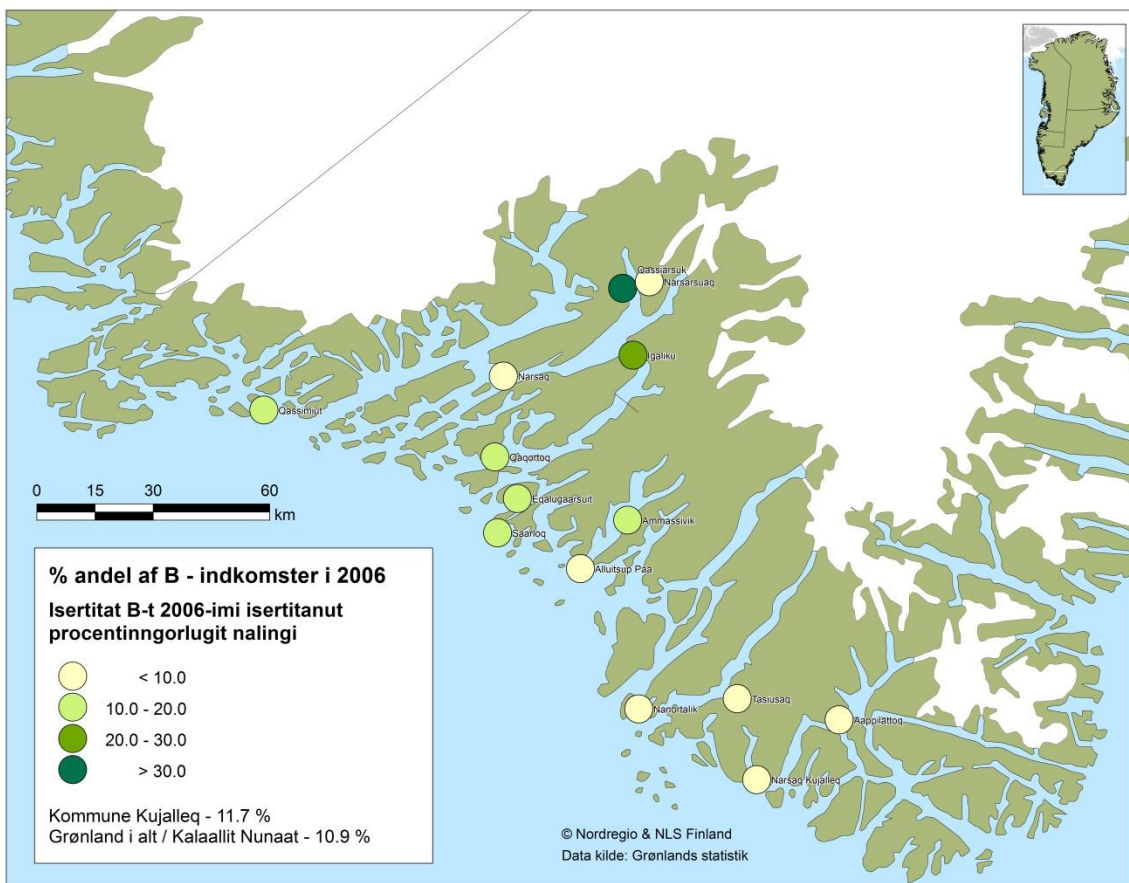 Qassiarsuk
Narsarsuaq
Igaliku
Narsaq
Qassimiut
Qaqortoq
Eqalugaarsuit
Ammassivik
Saarloq
Alluitsup Paa
Nanortalik
Tasiusaq
Aappilattoq
Narsaq Kujalleq
0 15 30 60
km
% andel af B - indkomster i 2006
Isertitat B-t 2006-imi isertitanut
procentinngorlugit nalingi
< 10.0
10.0 - 20.0
20.0 - 30.0
> 30.0
Kommune Kujalleq - 11.7 %
Grønland i alt / Kalaallit Nunaat - 10.9 %
© Nordregio & NLS Finland
Data kilde: Grønlands statistik